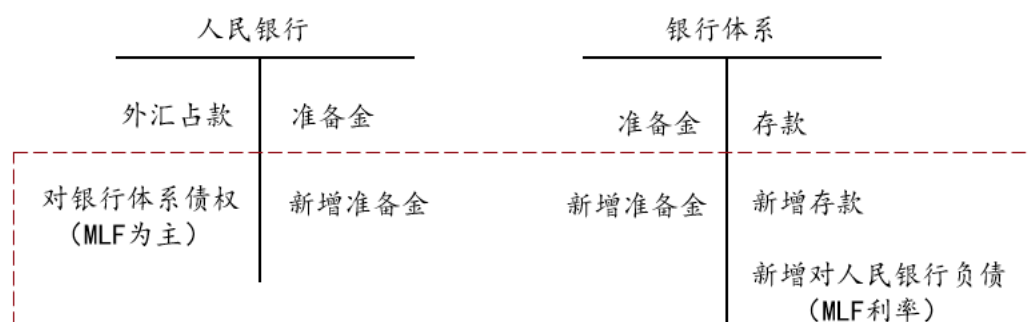 人民银行
银行体系
外汇占款
准备金
准备金
存款
对银行体系债权
(MLF为主)
新增准备金
新增准备金
新增存款
新增对人民银行负债
(MLF利率)